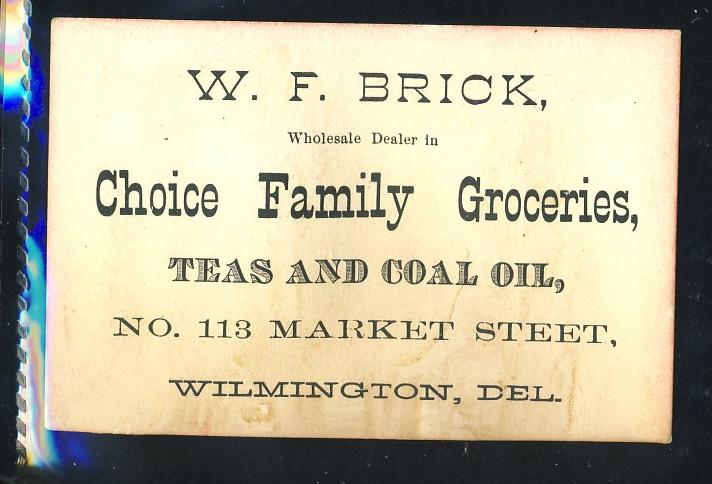 W. F. BRICK,
Wholesale Dealer in
Choice Family Groceries,
TEAS AND COAL OIL,
NO. 113 MARKET STEET,
WILMINGTON, DEL.